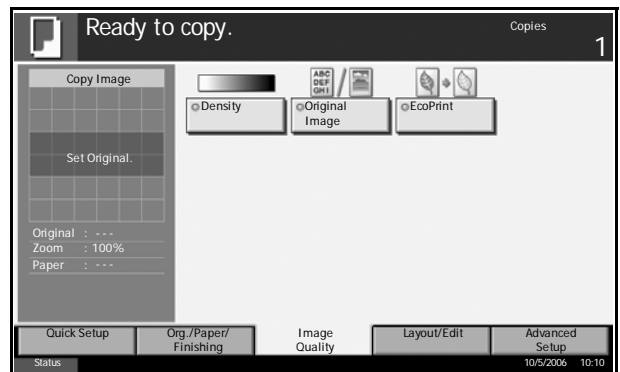 Ready to copy.
Copies
1
Copy Image
Set Original.
Original : ---
Zoom : 100%
Paper : ---
ABC
DEF
GHI
Density
Original
Image
EcoPrint
Quick Setup
Org./Paper/
Finishing
Image
Quality
Layout/Edit
Advanced
Setup
Status
10/5/2006 10:10